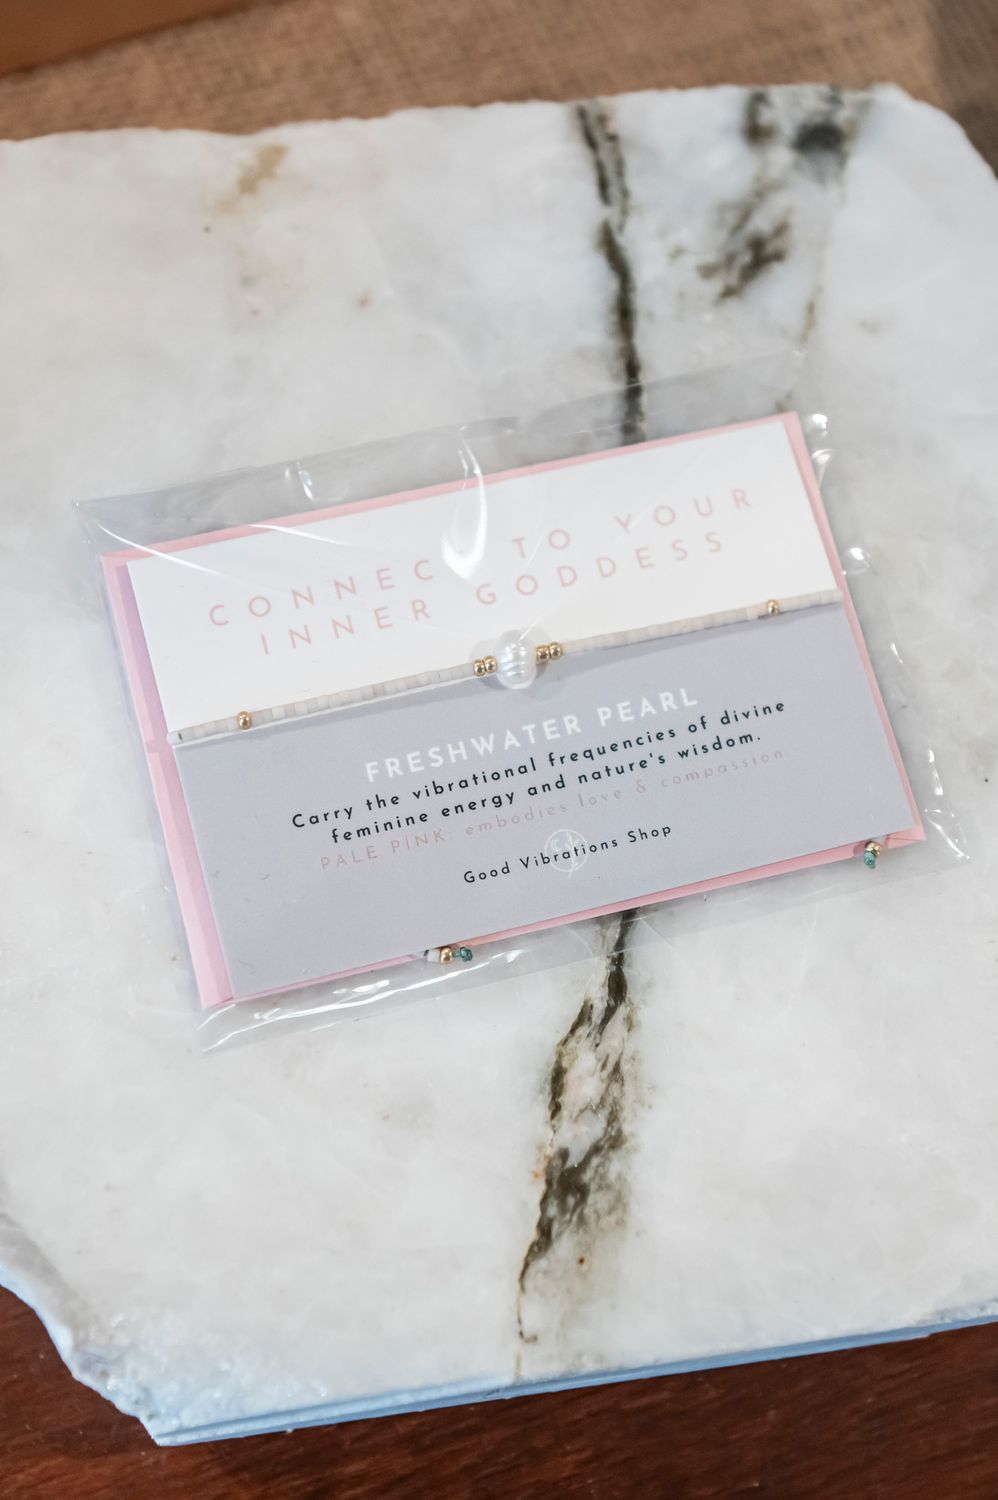 CONNECT TO YOUR
INNER GODDESS
FRESHWATER PEARL
Carry the vibrational frequencies of divine
feminine energy and nature's wisdom.
PALE PINK: embodies love & compassion
Good Vibrations Shop